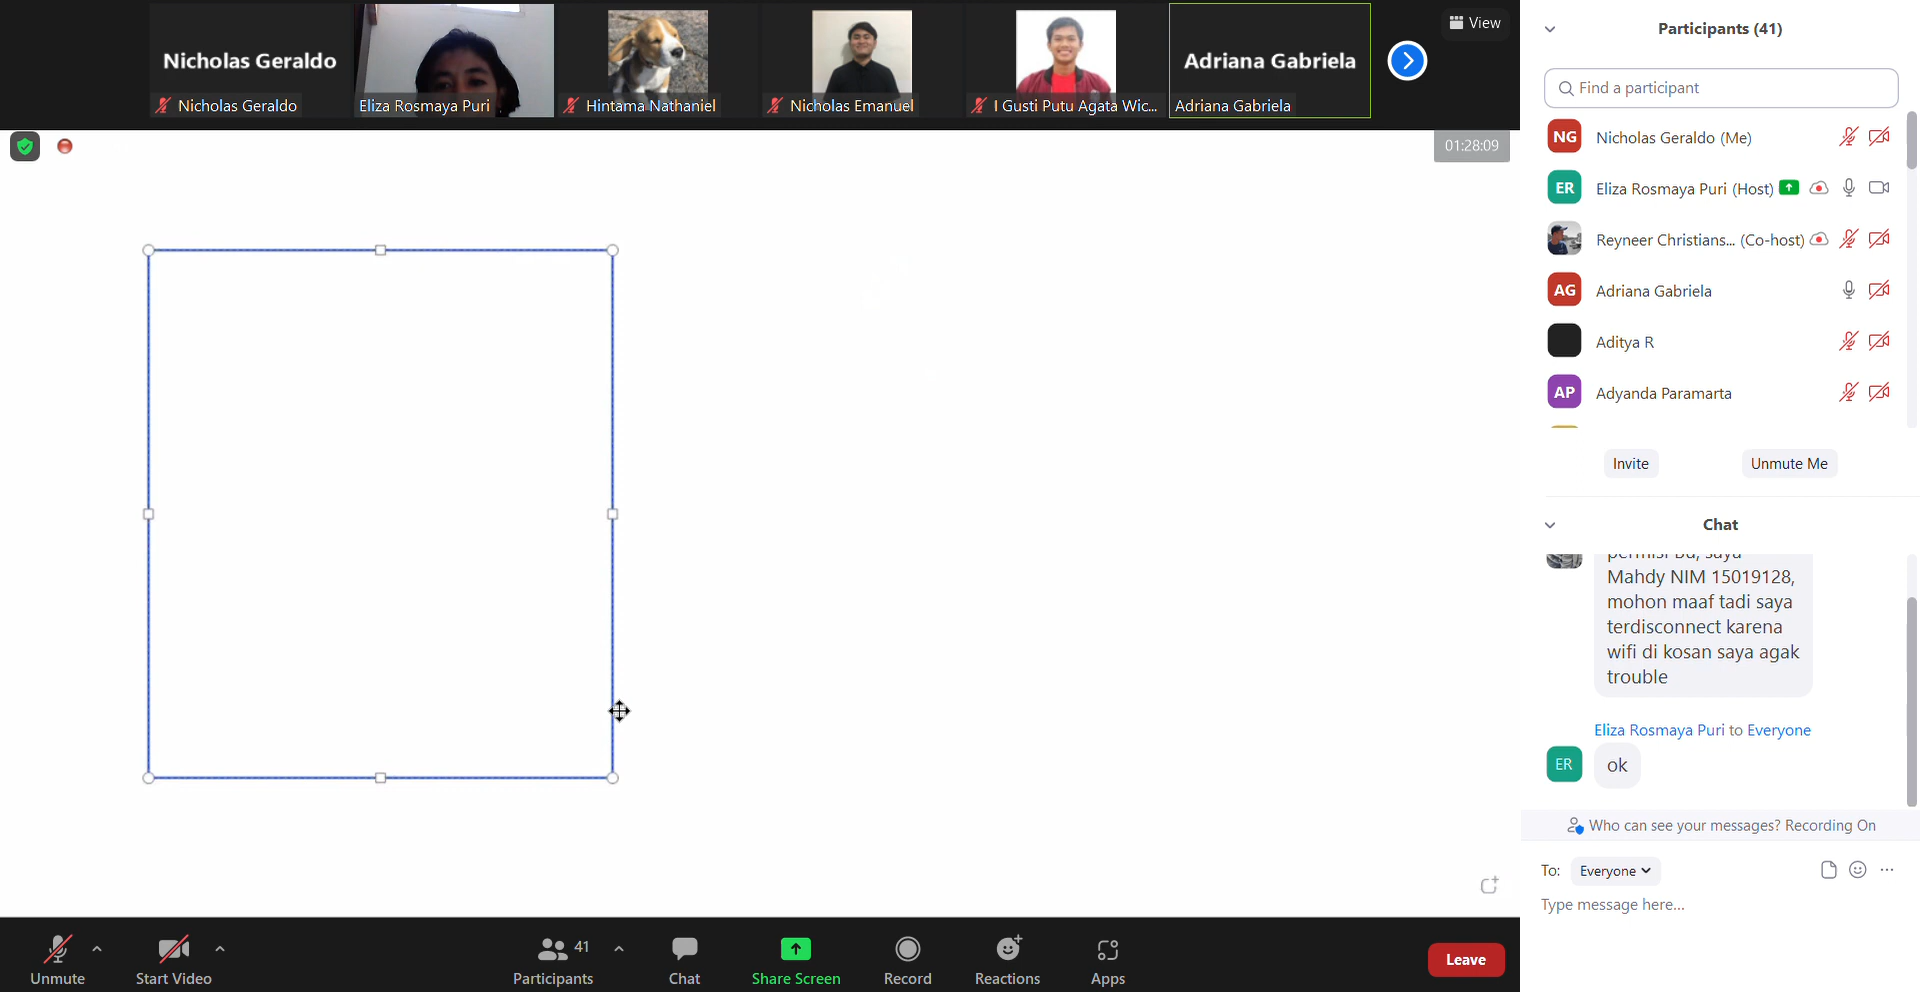 Nicholas Geraldo
Adriana Gabriela
View
Nicholas Geraldo
Eliza Rosmaya Puri
Hintama Nathaniel
Nicholas Emanuel
I Gusti Putu Agata Wic...
Adriana Gabriela
01:28:09
Participants (41)
Find a participant
NG Nicholas Geraldo (Me)
ER Eliza Rosmaya Puri (Host)
Reyneer Christians... (Co-host)
AG Adriana Gabriela
Aditya R
AP Adyanda Paramarta
Invite
Unmute Me
Chat
permisi Bu, saya
Mahdy NIM 15019128,
mohon maaf tadi saya
terdisconnect karena
wifi di kosan saya agak
trouble
Eliza Rosmaya Puri to Everyone
ER ok
Who can see your messages? Recording On
To: Everyone
Type message here...
Unmute
Start Video
41
Participants
Chat
Share Screen
Record
Reactions
Apps
Leave